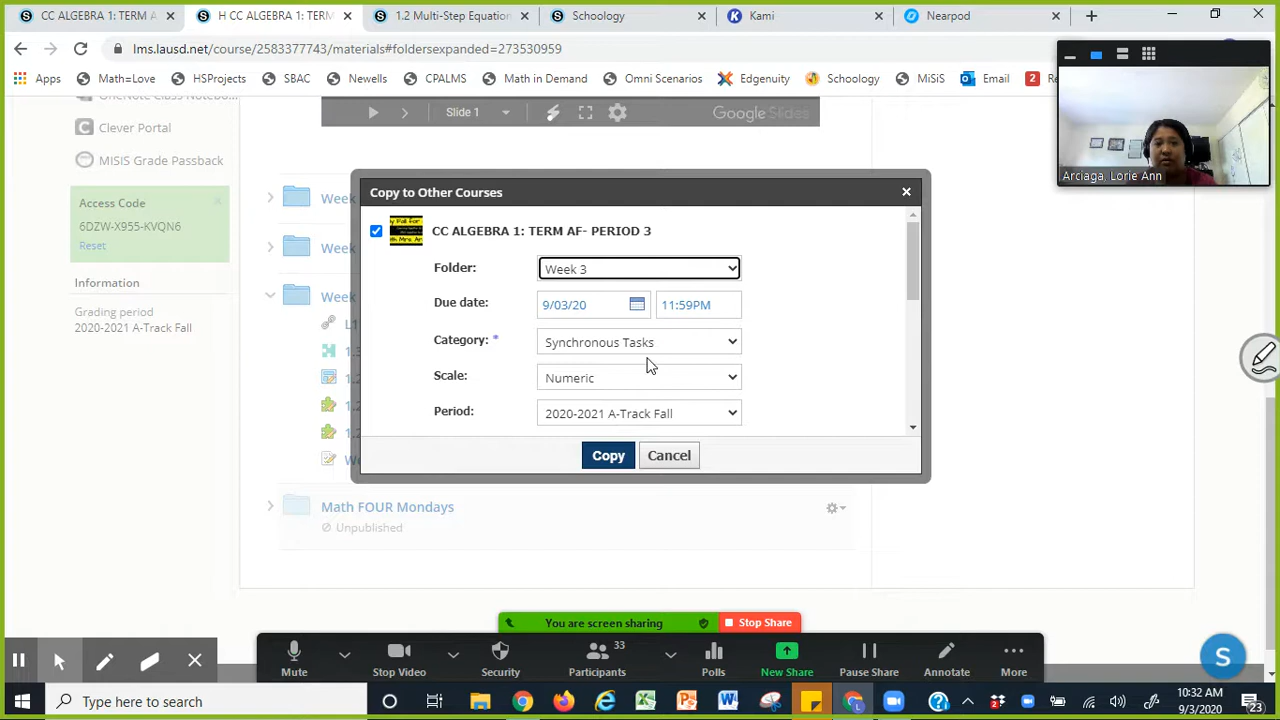 CC ALGEBRA 1: TERM A
H CC ALGEBRA 1: TERM
1.2 Multi-Step Equation
Schoology
Kami
Nearpod
lms.lausd.net/course/2583377743/materials#foldersexpanded=273530959
Apps
Math=Love
HSProjects
SBAC
Newells
CPALMS
Math in Demand
Omni Scenarios
Edgenuity
Schoology
MiSiS
Email
Arciaga, Lorie Ann
Slide 1
Google Slides
Clever Portal
MISIS Grade Passback
Access Code
6DZW-X955-KVQN6
Reset
Information
Grading period
2020-2021 A-Track Fall
Week
Week
Week
Copy to Other Courses
CC ALGEBRA 1: TERM AF- PERIOD 3
Folder:
Week 3
Due date:
9/03/20
11:59PM
Category: *
Synchronous Tasks
Scale:
Numeric
Period:
2020-2021 A-Track Fall
Copy
Cancel
Math FOUR Mondays
Unpublished
You are screen sharing
Stop Share
Mute
Stop Video
Security
Participants
33
Polls
New Share
Pause Share
Annotate
More
S
Type here to search
10:32 AM
9/3/2020
23